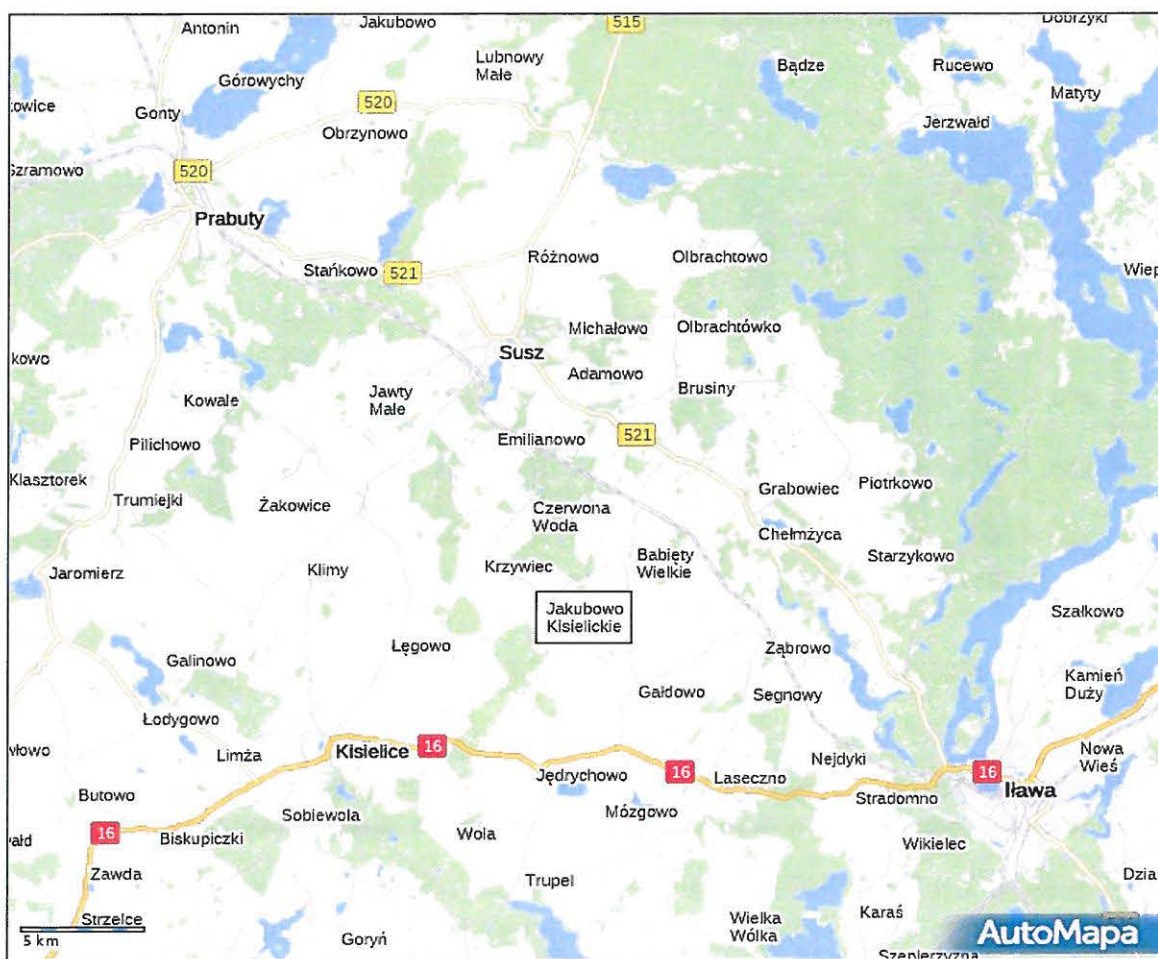 Antonin
Jakubowo
515
Dobrzyki
Górowychy
Lubnowy
Małe
Bądze
Rucewo
Matyty
520
Gonty
Obrzynowo
Jerzwałd
520
Prabuty
Stańkowo
521
Różnowo
Olbrachtowo
Michałowo
Olbrachtówko
Susz
Adamowo
Brusiny
Jawty
Małe
Kowale
Pilichowo
Emilianowo
521
Klasztorek
Trumiejki
Żakowice
Czerwona
Woda
Grabowiec
Piotrkowo
Chełmżyca
Starzykowo
Jaromierz
Klimy
Krzywiec
Babięty
Wielkie
Jakubowo
Kisielickie
Szałkowo
Łęgowo
Ząbrowo
Galinowo
Kamień
Duży
Gałdowo
Segnowy
Łodygowo
Limża
Kisielice
16
Jędrychowo
16
Laseczno
Nejdyki
16
Iława
Nowa
Wieś
Stradomno
Butowo
Sobiewola
Mózgowo
16
Biskupiczki
Wola
Wikielec
Zawda
Trupel
Strzelce
5 km
Goryń
Wielka
Wólka
Karaś
AutoMapa